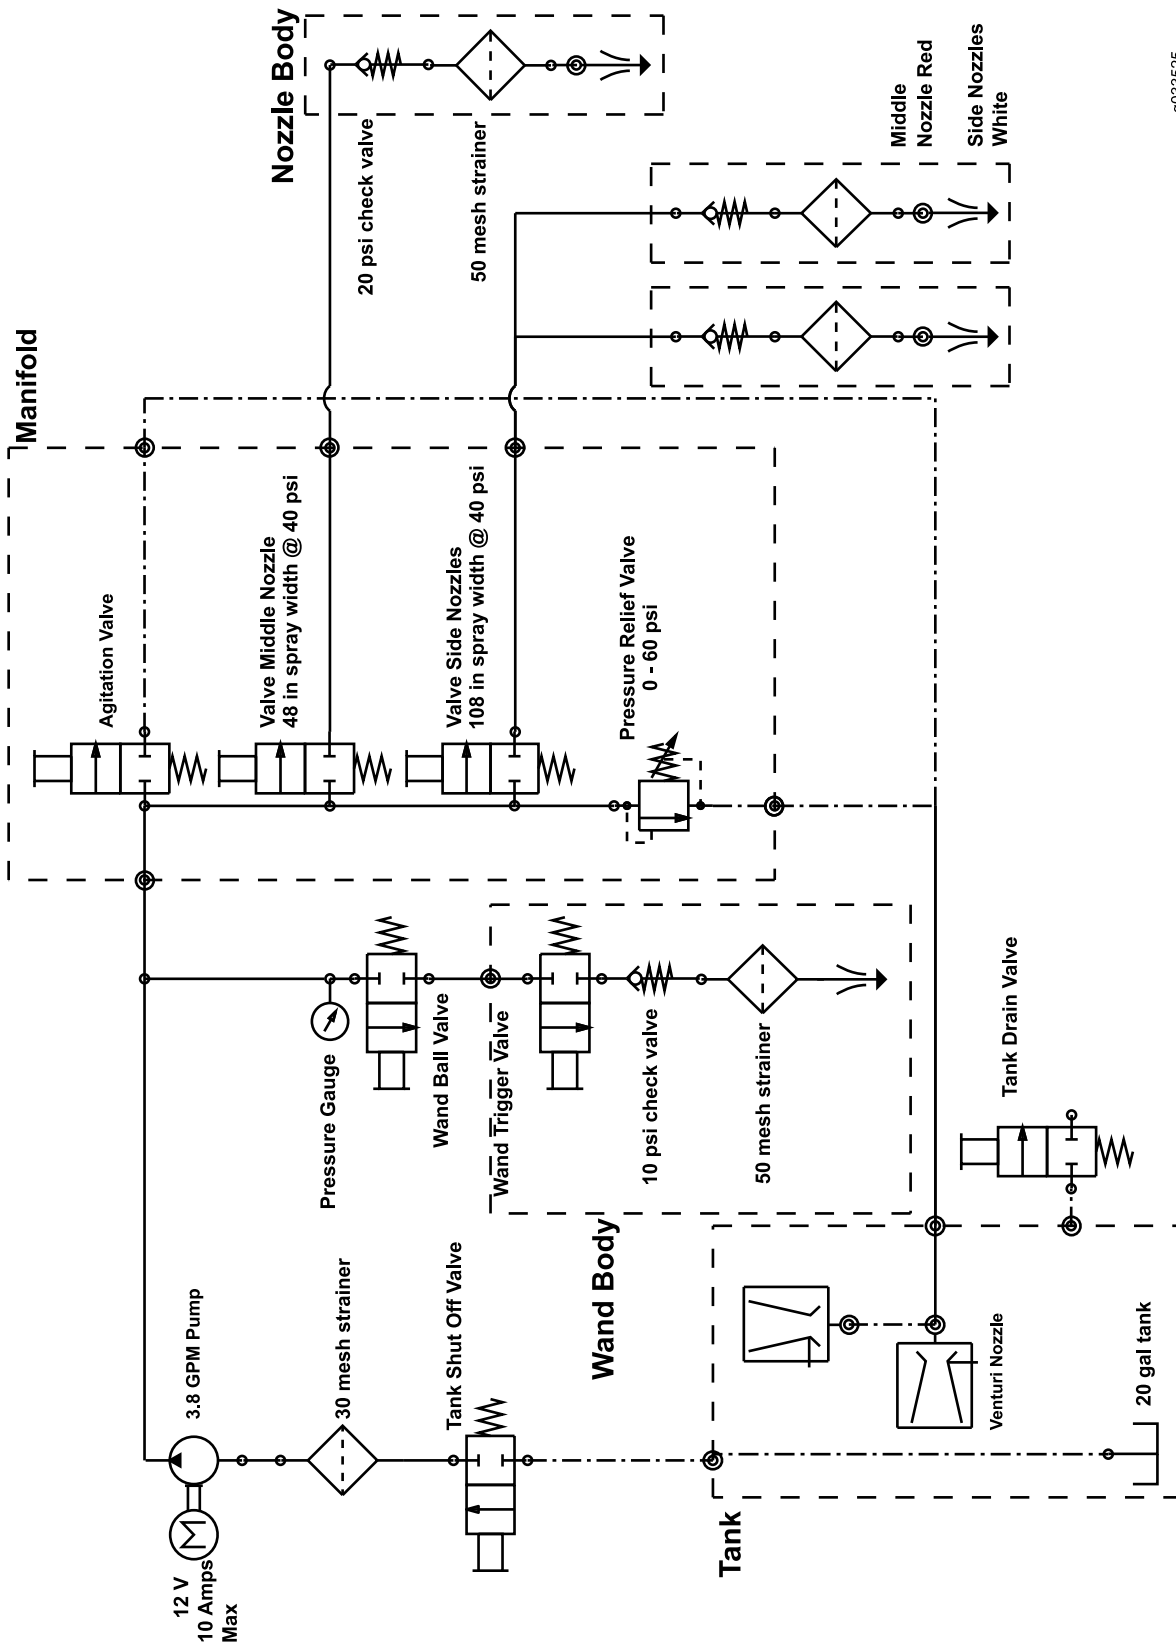 Manifold
Nozzle Body
Agitation Valve
Valve Middle Nozzle
48 in spray width @ 40 psi
Valve Side Nozzles
108 in spray width @ 40 psi
Pressure Relief Valve
0 - 60 psi
20 psi check valve
50 mesh strainer
Middle
Nozzle Red
Side Nozzles
White
12 V
10 Amps
Max
M
3.8 GPM Pump
30 mesh strainer
Tank Shut Off Valve
Pressure Gauge
Wand Ball Valve
Wand Trigger Valve
10 psi check valve
50 mesh strainer
Wand Body
Tank
Venturi Nozzle
20 gal tank
Tank Drain Valve